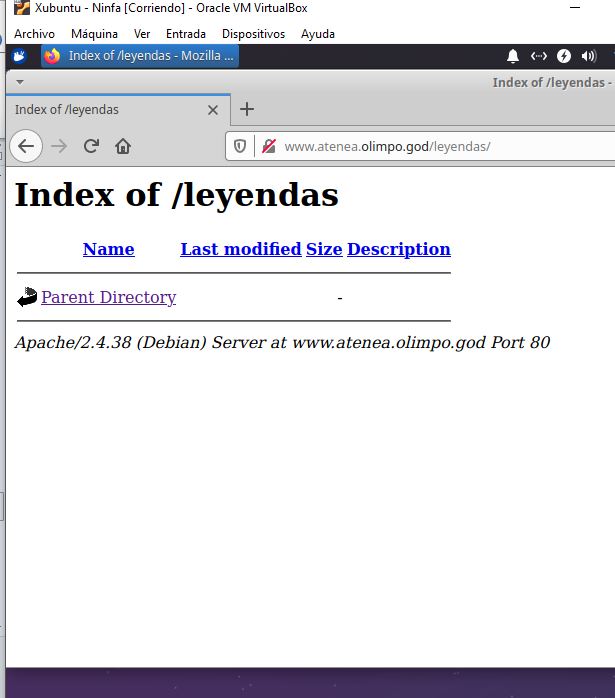 Xubuntu - Ninfa [Corriendo] - Oracle VM VirtualBox
Archivo Máquina Ver Entrada Dispositivos Ayuda
Index of /leyendas - Mozilla ...
Index of /leyendas -
Index of /leyendas
www.atenea.olimpo.god/leyendas/
Index of /leyendas
Name Last modified Size Description
Parent Directory -
Apache/2.4.38 (Debian) Server at www.atenea.olimpo.god Port 80